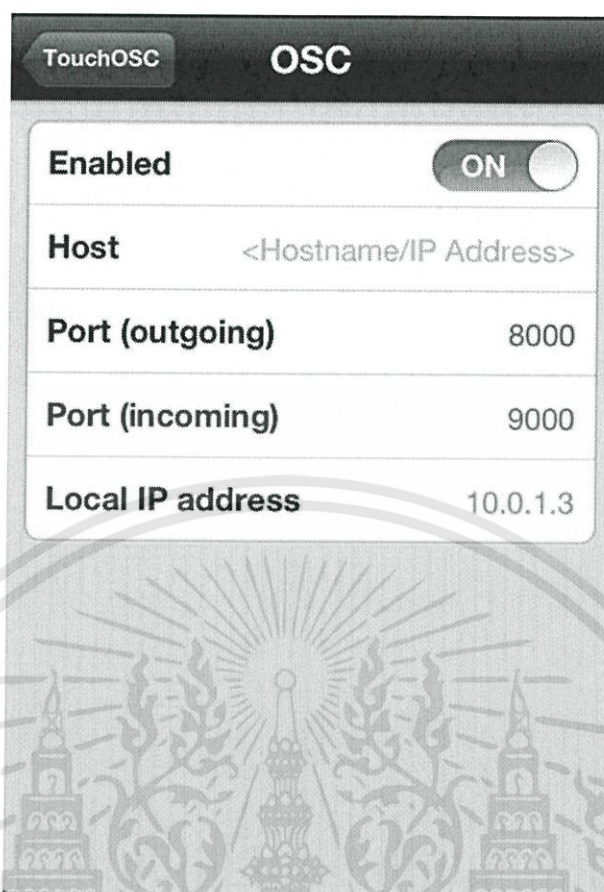 TouchOSC OSC
Enabled ON
Host <Hostname/IP Address>
Port (outgoing) 8000
Port (incoming) 9000
Local IP address 10.0.1.3